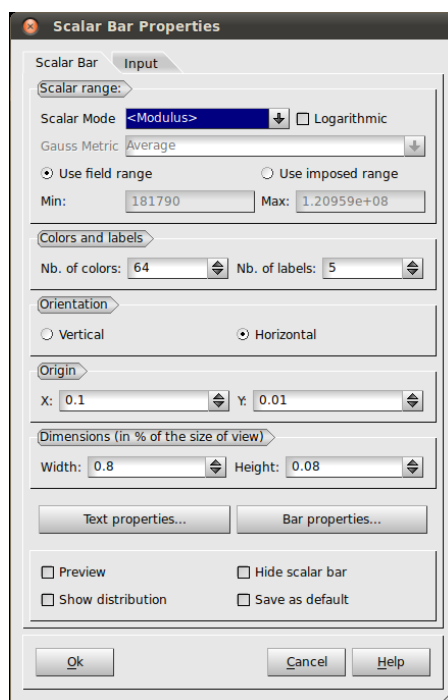 Scalar Bar Properties
Scalar Bar Input
Scalar range:
Scalar Mode <Modulus> Logarithmic
Gauss Metric Average
Use field range Use imposed range
Min: 181790 Max: 1.20959e+08
Colors and labels
Nb. of colors: 64 Nb. of labels: 5
Orientation
Vertical Horizontal
Origin
X: 0.1 Y: 0.01
Dimensions (in % of the size of view)
Width: 0.8 Height: 0.08
Text properties... Bar properties...
Preview Hide scalar bar
Show distribution Save as default
Ok Cancel Help